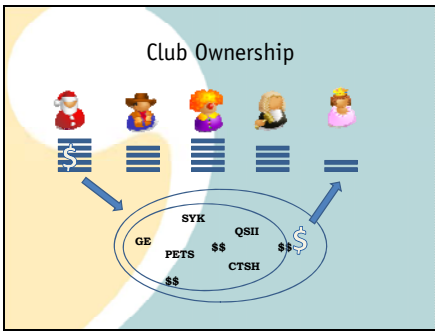 Club Ownership
$
SYK
QSII
GE
$$
$$
$
PETS
CTSH
$$